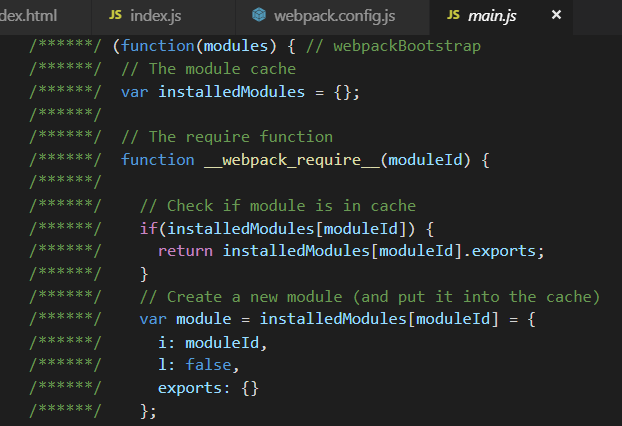 dex.html JS index.js webpack.config.js JS main.js ×
/******/ (function(modules) { // webpackBootstrap
/******/  // The module cache
/******/  var installedModules = {};
/******/
/******/  // The require function
/******/  function __webpack_require__(moduleId) {
/******/
/******/    // Check if module is in cache
/******/    if(installedModules[moduleId]) {
/******/      return installedModules[moduleId].exports;
/******/    }
/******/    // Create a new module (and put it into the cache)
/******/    var module = installedModules[moduleId] = {
/******/      i: moduleId,
/******/      l: false,
/******/      exports: {}
/******/    };